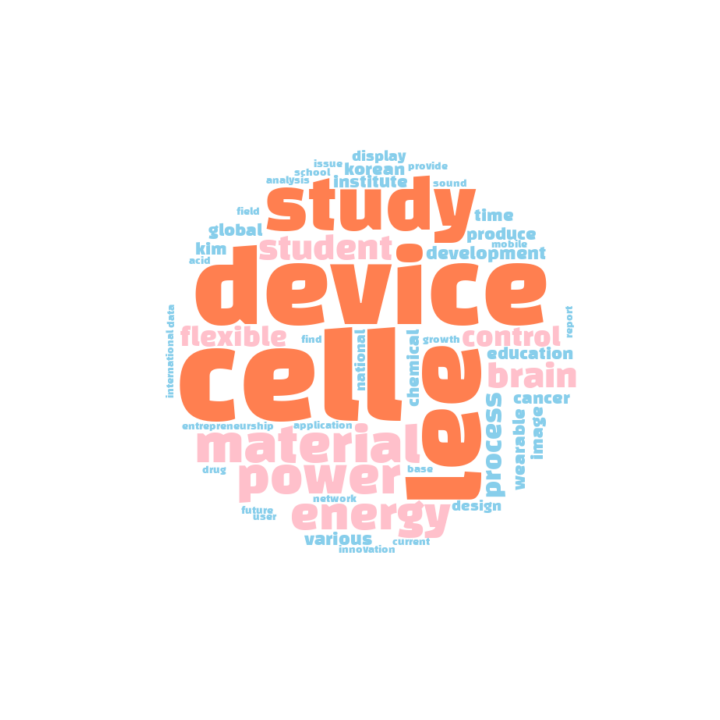 display
issue
korean
provide
school
analysis
institute
sound
study
field
time
global
produce
student
kim
mobile
development
acid
device
international data
report
flexible
find
national
chemical
growth
control
cell
lee
education
brain
process
cancer
wearable
image
entrepreneurship
application
material
drug
power
base
network
energy
design
future
user
various
current
innovation